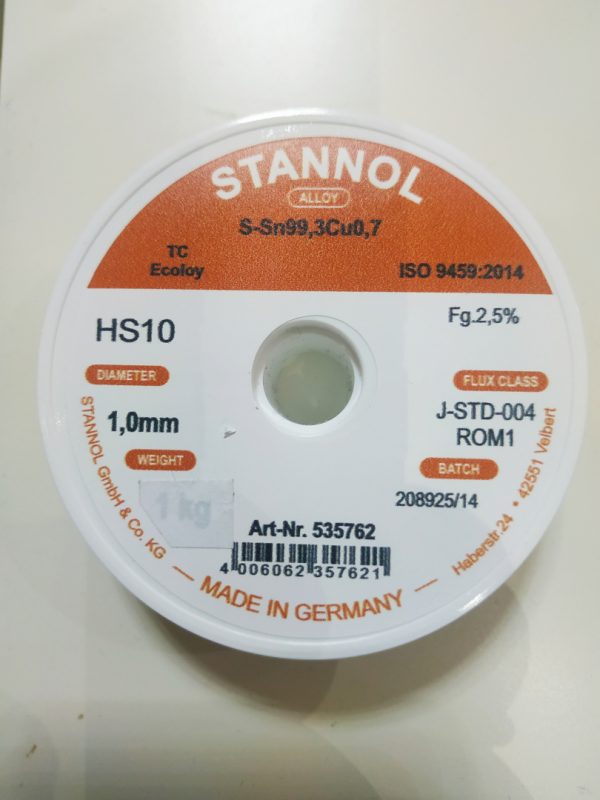 STANNOL
ALLOY
S-Sn99,3Cu0,7
TC
Ecoloy
ISO 9459:2014
HS10
Fg.2,5%
DIAMETER
1,0mm
FLUX CLASS
J-STD-004
ROM1
WEIGHT
1 kg
BATCH
208925/14
Art-Nr. 535762
4 006062 357621
STANNOL GmbH & Co. KG
Haberstr.24 • 42551 Velbert
— MADE IN GERMANY —